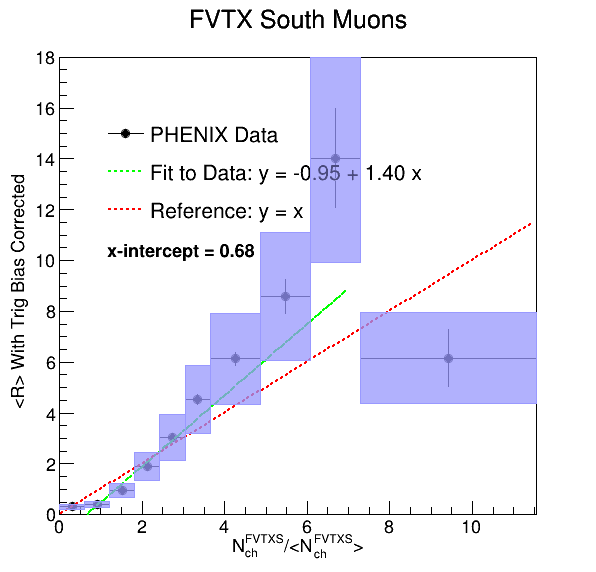 FVTX South Muons
<R> With Trig Bias Corrected
18
16
14
12
10
8
6
4
2
0
PHENIX Data
Fit to Data: y = -0.95 + 1.40 x
Reference: y = x
x-intercept = 0.68
0 2 4 6 8 10
N_ch^FVTXS/<N_ch^FVTXS>